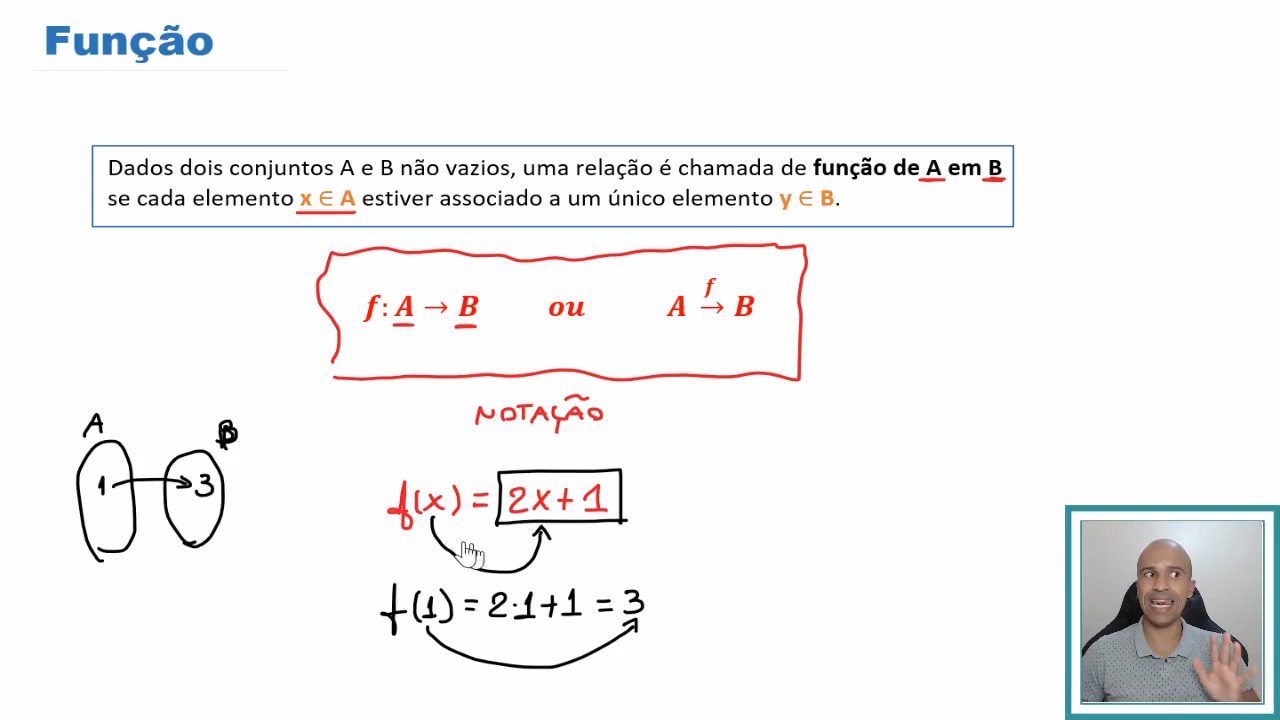 Função
Dados dois conjuntos A e B não vazios, uma relação é chamada de função de A em B
se cada elemento x ∈ A estiver associado a um único elemento y ∈ B.
f: A → B ou A →^f B
NOTAÇÃO
A B
1 3
f(x) = 2x+1
f(1) = 2·1+1 = 3